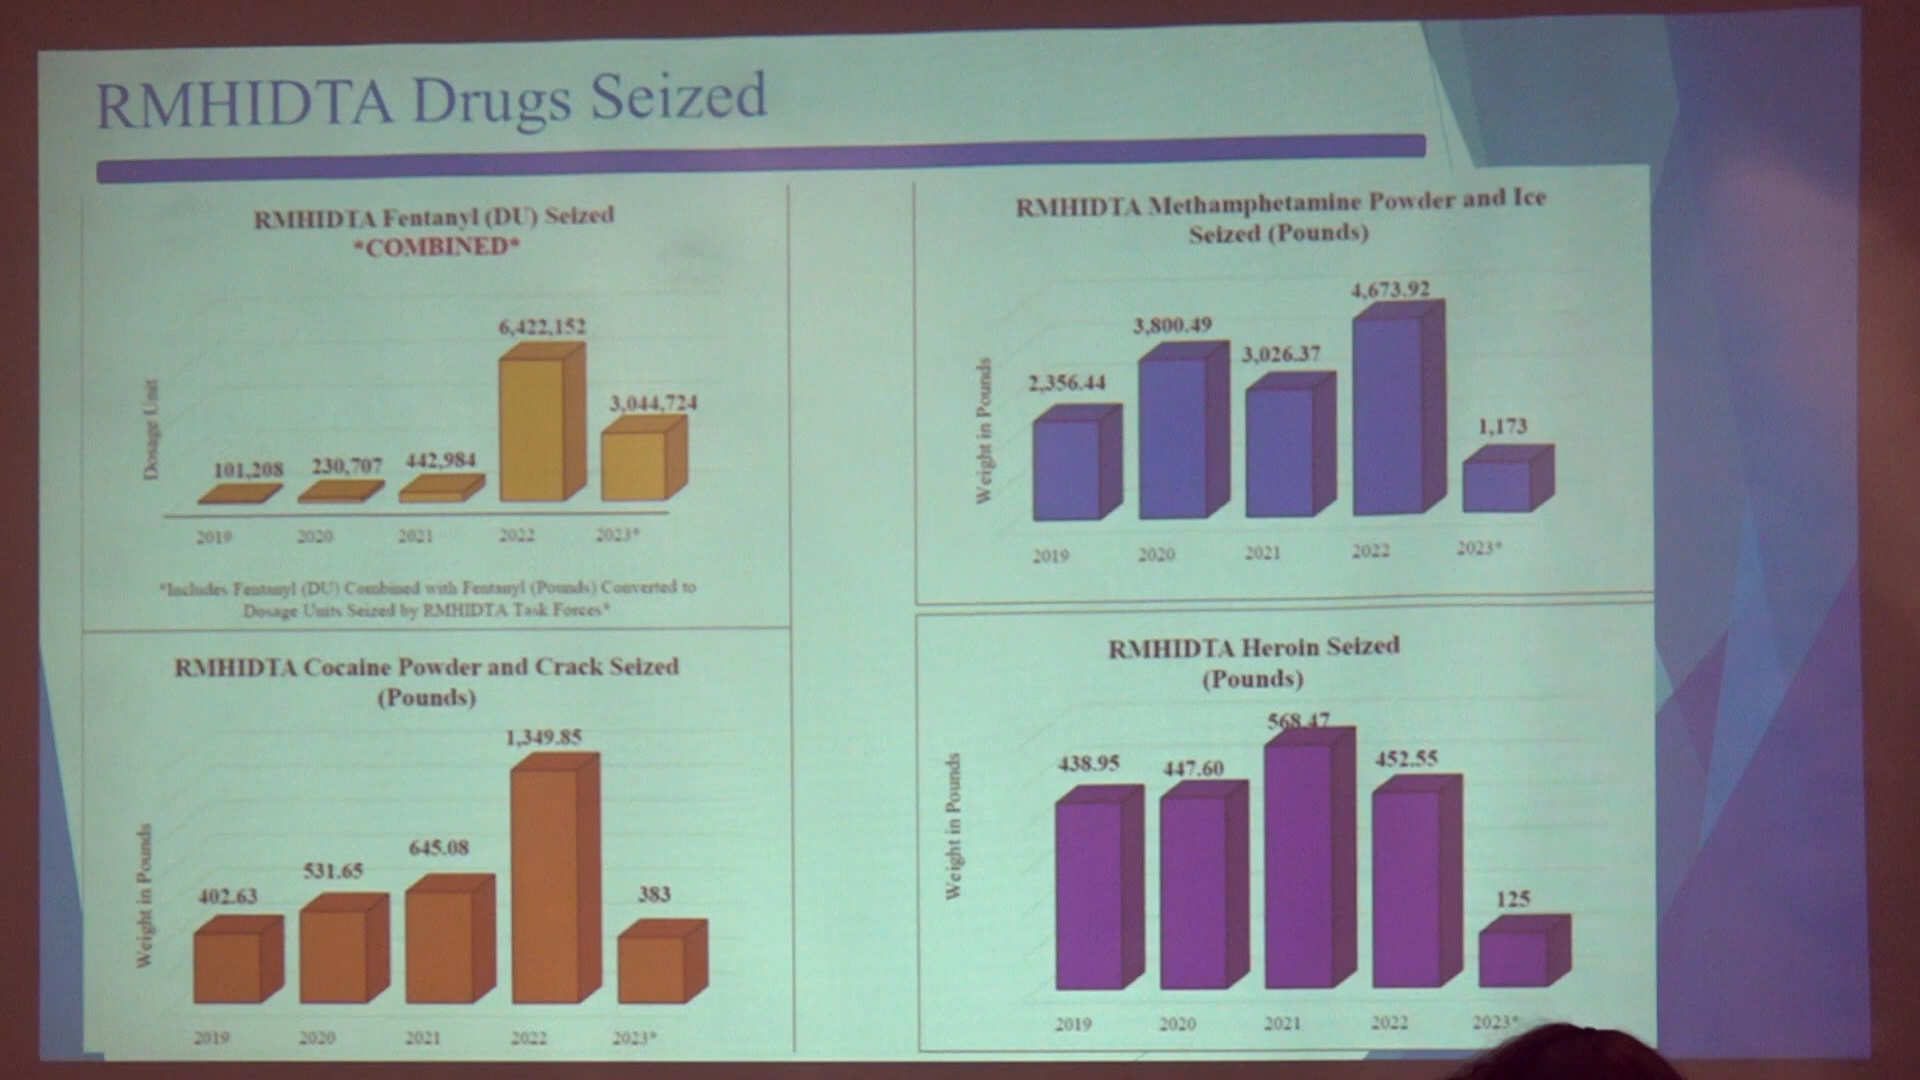 RMHIDTA Drugs Seized
RMHIDTA Fentanyl (DU) Seized
*COMBINED*
Dosage Unit
101,208
230,707
442,984
6,422,152
3,044,724
2019
2020
2021
2022
2023*
*Includes Fentanyl (DU) Combined with Fentanyl (Pounds) Converted to
Dosage Units Seized by RMHIDTA Task Forces*
RMHIDTA Methamphetamine Powder and Ice
Seized (Pounds)
Weight in Pounds
2,356.44
3,800.49
3,026.37
4,673.92
1,173
2019
2020
2021
2022
2023*
RMHIDTA Cocaine Powder and Crack Seized
(Pounds)
Weight in Pounds
402.63
531.65
645.08
1,349.85
383
2019
2020
2021
2022
2023*
RMHIDTA Heroin Seized
(Pounds)
Weight in Pounds
438.95
447.60
568.47
452.55
125
2019
2020
2021
2022
2023*